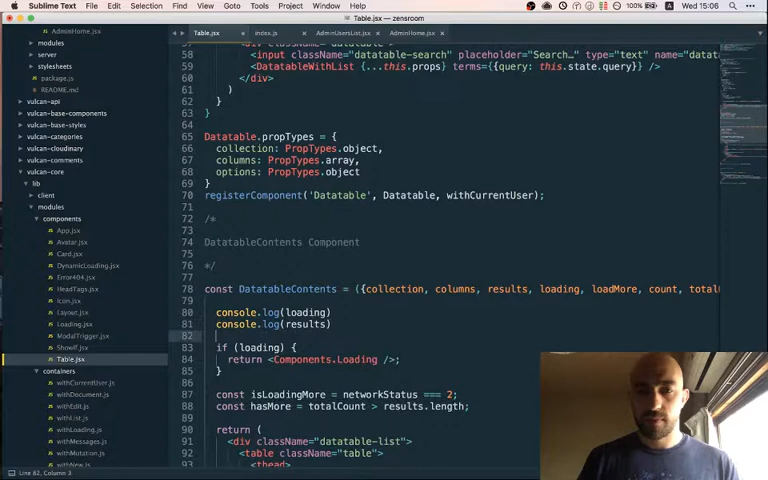 Sublime Text File Edit Selection Find View Goto Tools Project Window Help 100% Wed 15:06
Table.jsx — zensroom
AdminHome.jsx
modules
server
stylesheets
package.js
README.md
vulcan-api
vulcan-base-components
vulcan-base-styles
vulcan-categories
vulcan-cloudinary
vulcan-comments
vulcan-core
lib
client
modules
components
App.jsx
Avatar.jsx
Card.jsx
DynamicLoading.jsx
Error404.jsx
HeadTags.jsx
Icon.jsx
Layout.jsx
Loading.jsx
ModalTrigger.jsx
ShowIf.jsx
Table.jsx
containers
withCurrentUser.js
withDocument.js
withEdit.js
withList.js
withLoading.js
withMessages.js
withMutation.js
withNew.js
Table.jsx index.js AdminUsersList.jsx AdminHome.jsx
57 <div className="datatable">
58 <input className="datatable-search" placeholder="Search…" type="text" name="datat
59 <DatatableWithList {...this.props} terms={{query: this.state.query}} />
60 </div>
61 )
62 }
63 }
64
65 Datatable.propTypes = {
66 collection: PropTypes.object,
67 columns: PropTypes.array,
68 options: PropTypes.object
69 }
70 registerComponent('Datatable', Datatable, withCurrentUser);
71
72 /*
73
74 DatatableContents Component
75
76 */
77
78 const DatatableContents = ({collection, columns, results, loading, loadMore, count, total
79
80 console.log(loading)
81 console.log(results)
82
83 if (loading) {
84 return <Components.Loading />;
85 }
86
87 const isLoadingMore = networkStatus === 2;
88 const hasMore = totalCount > results.length;
89
90 return (
91 <div className="datatable-list">
92 <table className="table">
93 <thead>
Line 82, Column 3